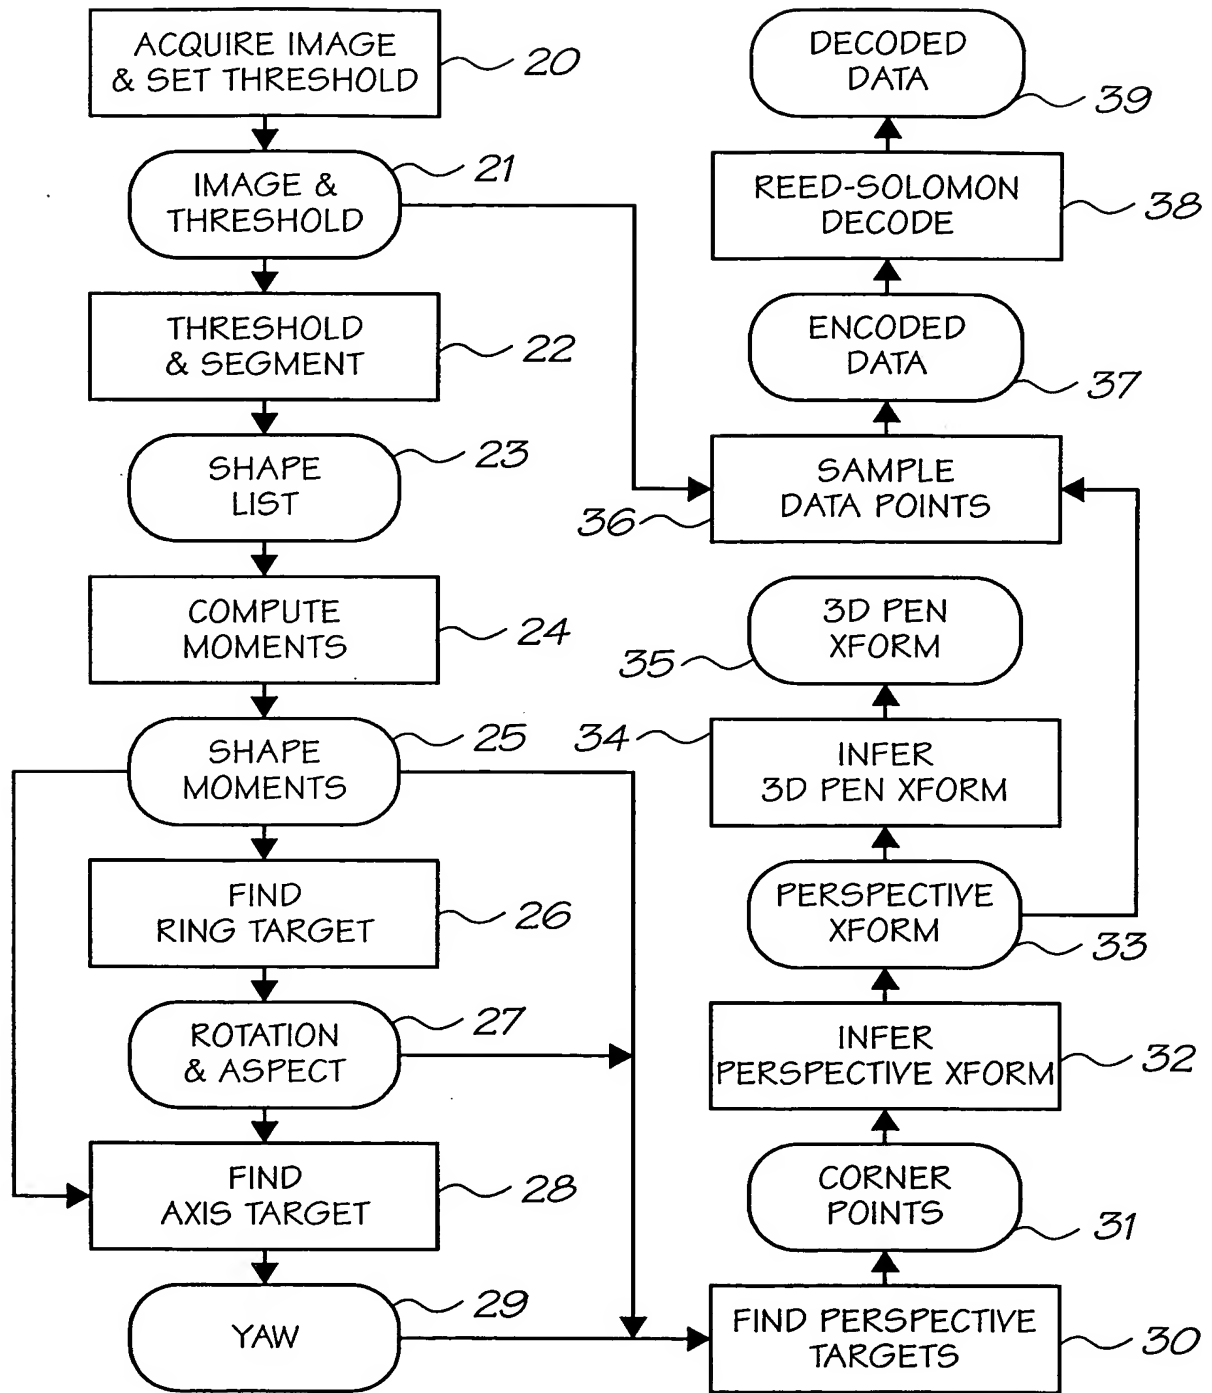 ACQUIRE IMAGE
& SET THRESHOLD
20
IMAGE &
THRESHOLD
21
THRESHOLD
& SEGMENT
22
SHAPE
LIST
23
COMPUTE
MOMENTS
24
SHAPE
MOMENTS
25
FIND
RING TARGET
26
ROTATION
& ASPECT
27
FIND
AXIS TARGET
28
YAW
29
DECODED
DATA
39
REED-SOLOMON
DECODE
38
ENCODED
DATA
37
SAMPLE
DATA POINTS
36
3D PEN
XFORM
35
INFER
3D PEN XFORM
34
PERSPECTIVE
XFORM
33
INFER
PERSPECTIVE XFORM
32
CORNER
POINTS
31
FIND PERSPECTIVE
TARGETS
30